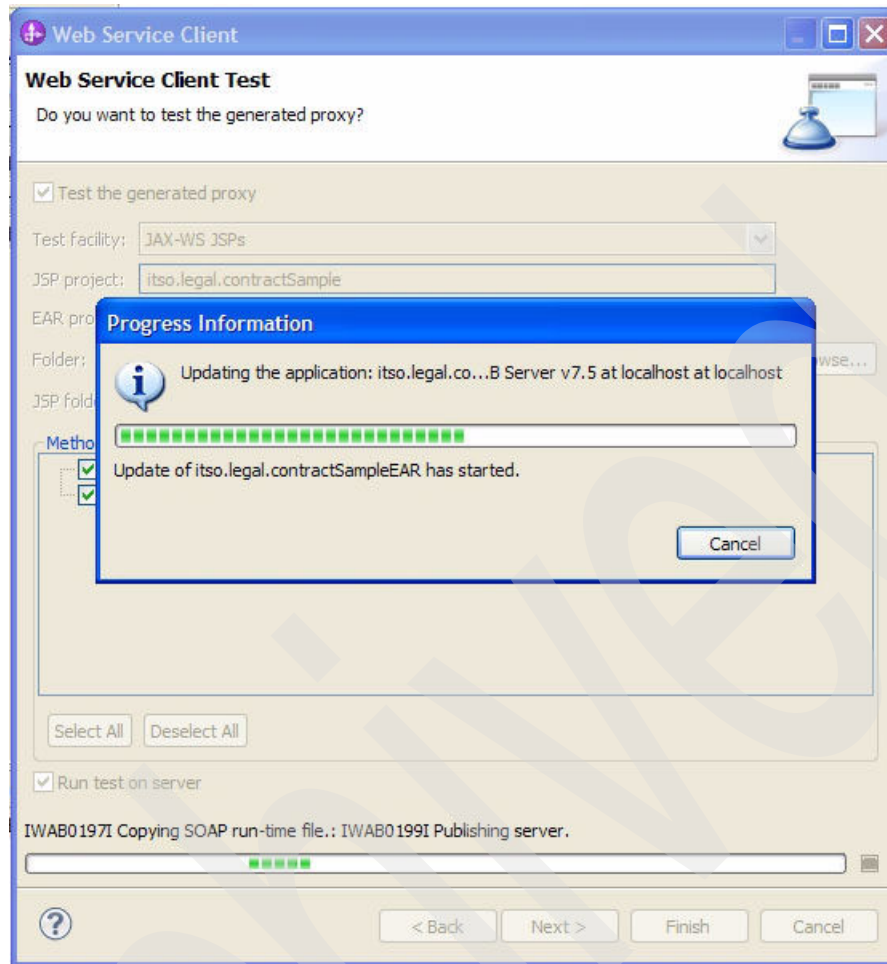 Web Service Client
Web Service Client Test
Do you want to test the generated proxy?
Test the generated proxy
Test facility: JAX-WS JSPs
JSP project: itso.legal.contractSample
EAR pro
Progress Information
Folder:
Updating the application: itso.legal.co...B Server v7.5 at localhost at localhost
wse...
JSP fold
Metho
Update of itso.legal.contractSampleEAR has started.
Cancel
Select All Deselect All
Run test on server
IWAB0197I Copying SOAP run-time file.: IWAB0199I Publishing server.
< Back Next > Finish Cancel